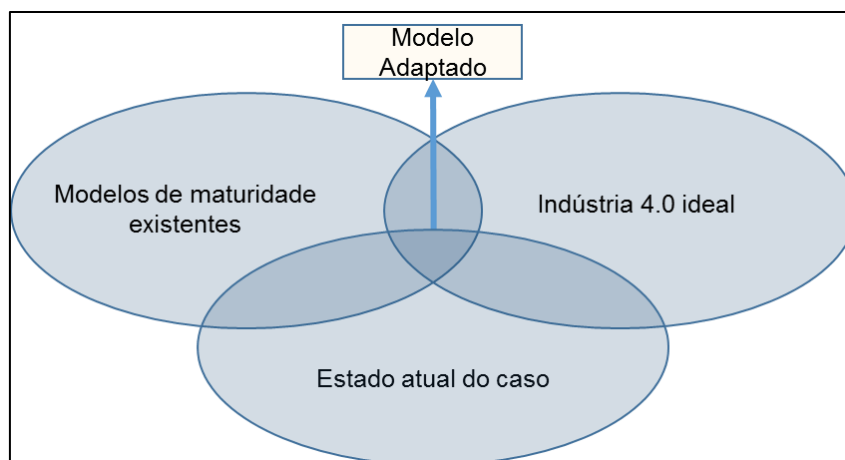 Modelo
Adaptado
Modelos de maturidade
existentes
Indústria 4.0 ideal
Estado atual do caso